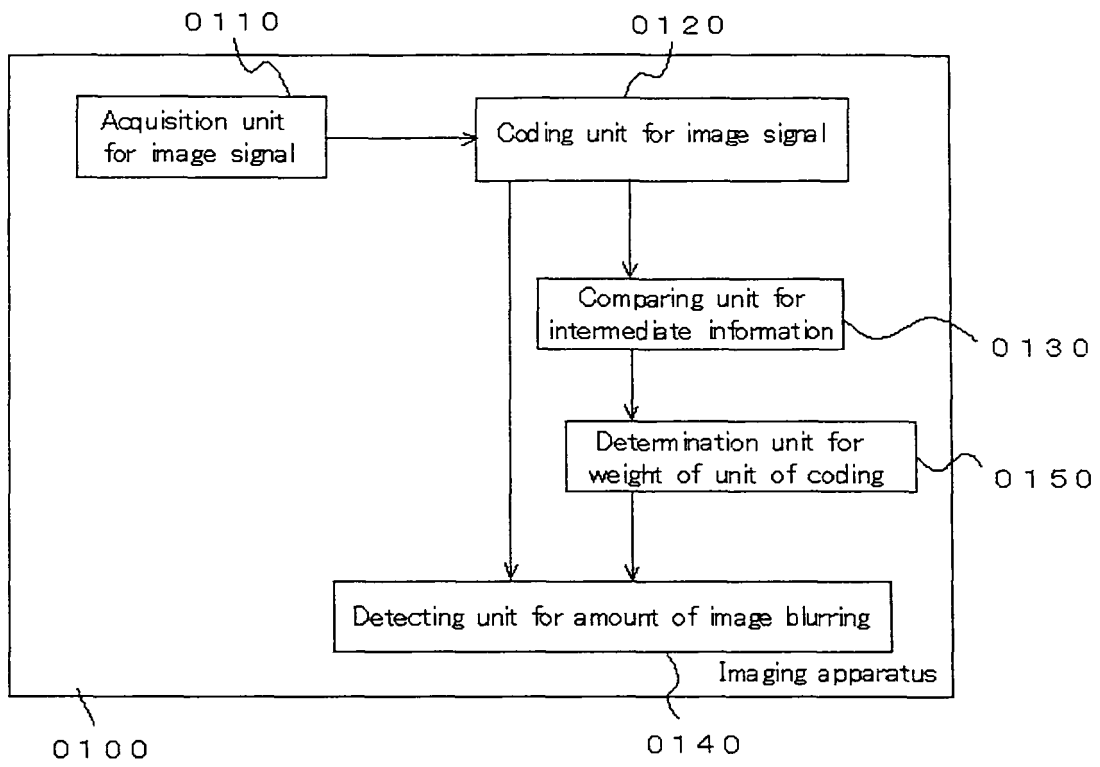 0110
0120
Acquisition unit
for image signal
Coding unit for image signal
Comparing unit for
intermediate information
0130
Determination unit for
weight of unit of coding
0150
Detecting unit for amount of image blurring
Imaging apparatus
0100
0140